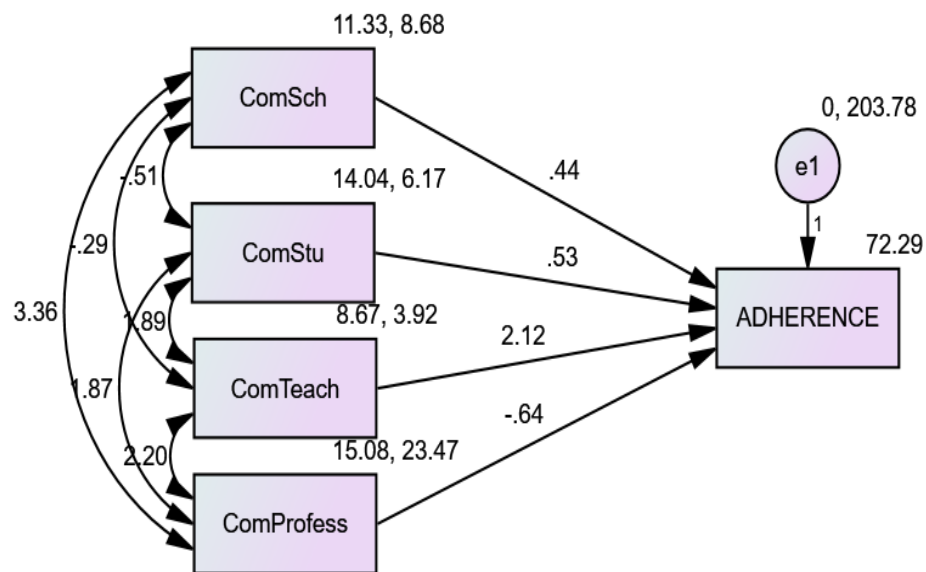 11.33, 8.68
ComSch
0, 203.78
e1
.44
-.51
14.04, 6.17
1
72.29
-.29
ComStu
.53
ADHERENCE
3.36
1.89
8.67, 3.92
2.12
1.87
ComTeach
-.64
2.20
15.08, 23.47
ComProfess